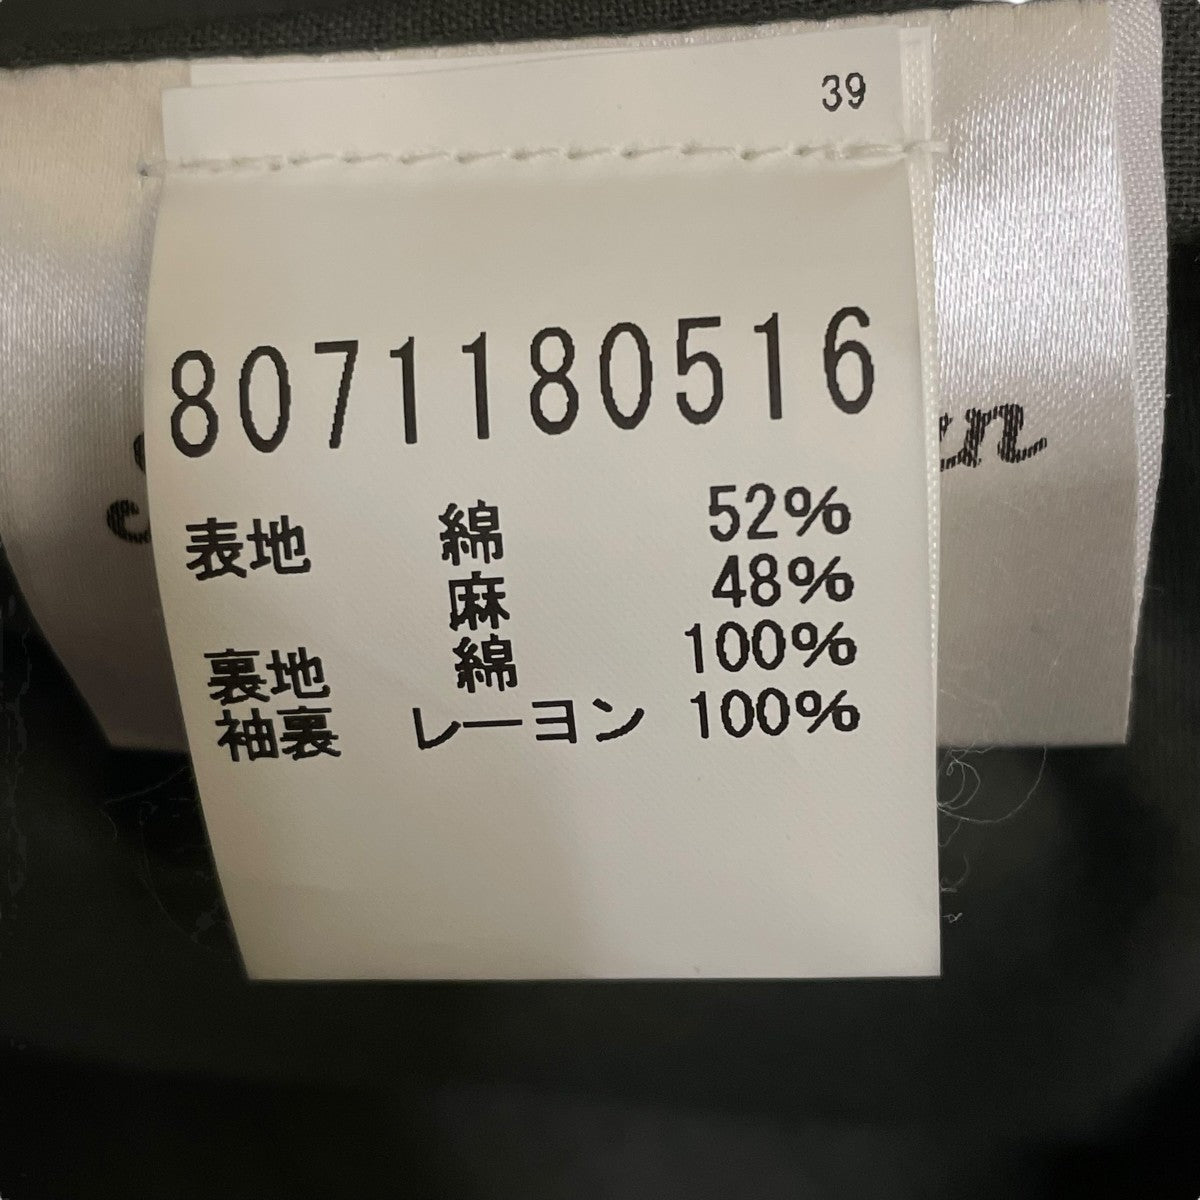 39
8071180516
表地 綿 52%
麻 48%
裏地 綿 100%
袖裏 レーヨン 100%